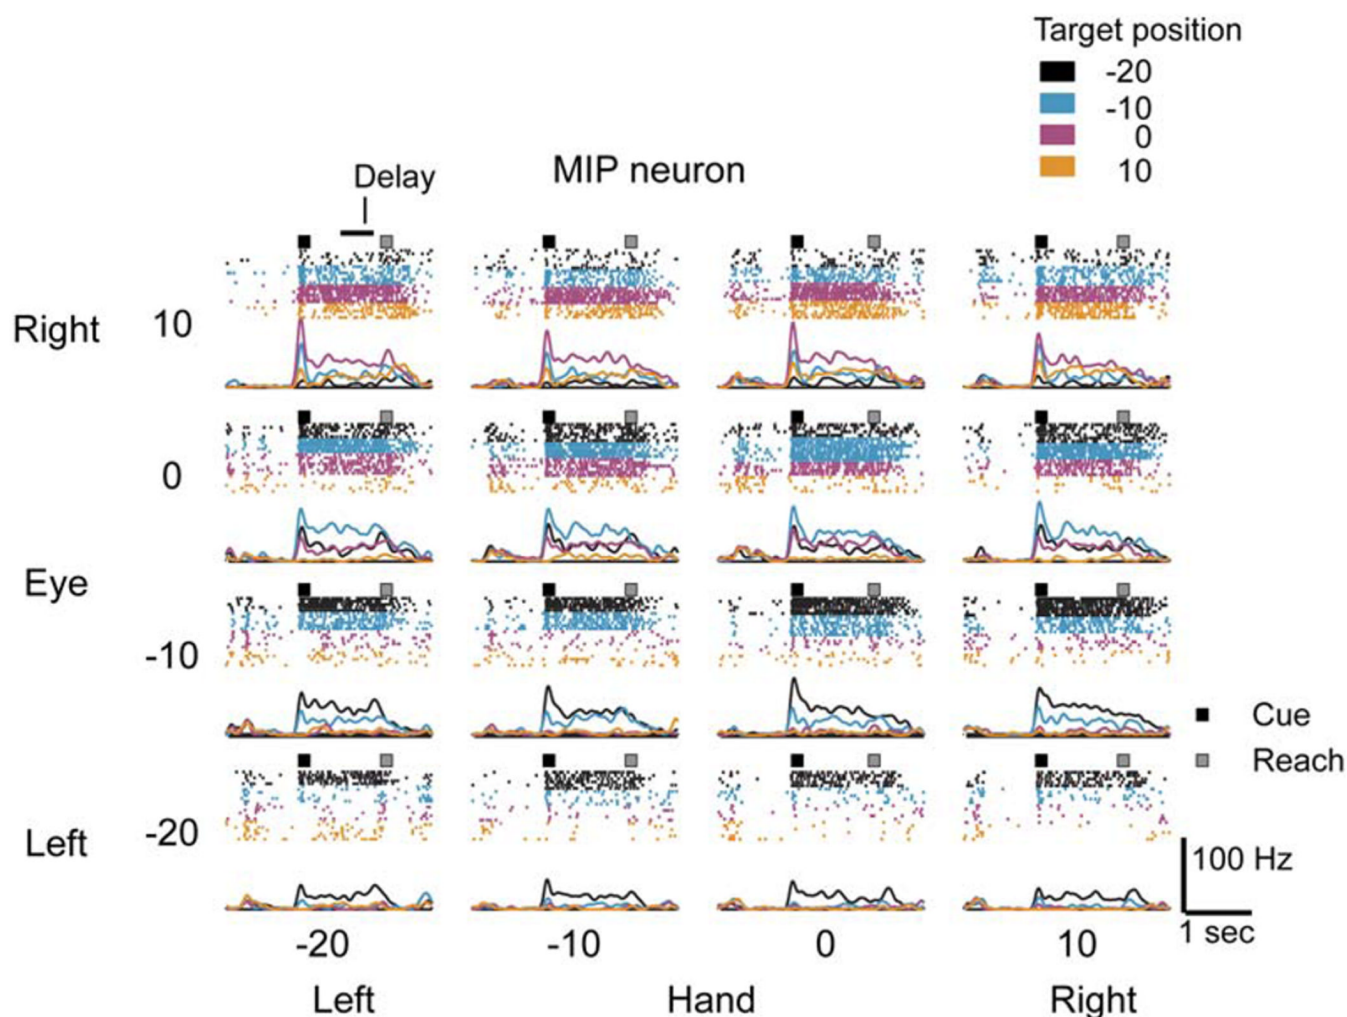 Target position
-20
-10
0
10
MIP neuron
Delay
Right 10
0
Eye
-10
Cue
Reach
Left -20
100 Hz
1 sec
-20 -10 0 10
Left Hand Right